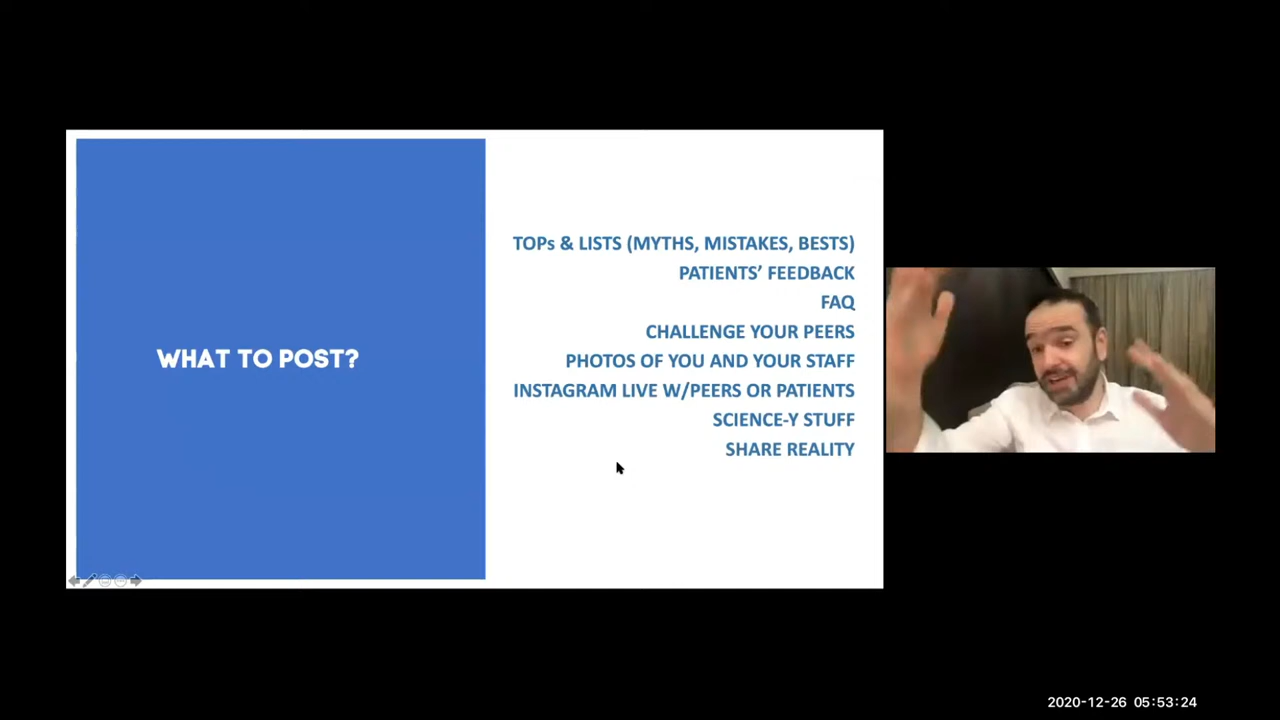 WHAT TO POST?
TOPs & LISTS (MYTHS, MISTAKES, BESTS)
PATIENTS’ FEEDBACK
FAQ
CHALLENGE YOUR PEERS
PHOTOS OF YOU AND YOUR STAFF
INSTAGRAM LIVE W/PEERS OR PATIENTS
SCIENCE-Y STUFF
SHARE REALITY
2020-12-26 05:53:24